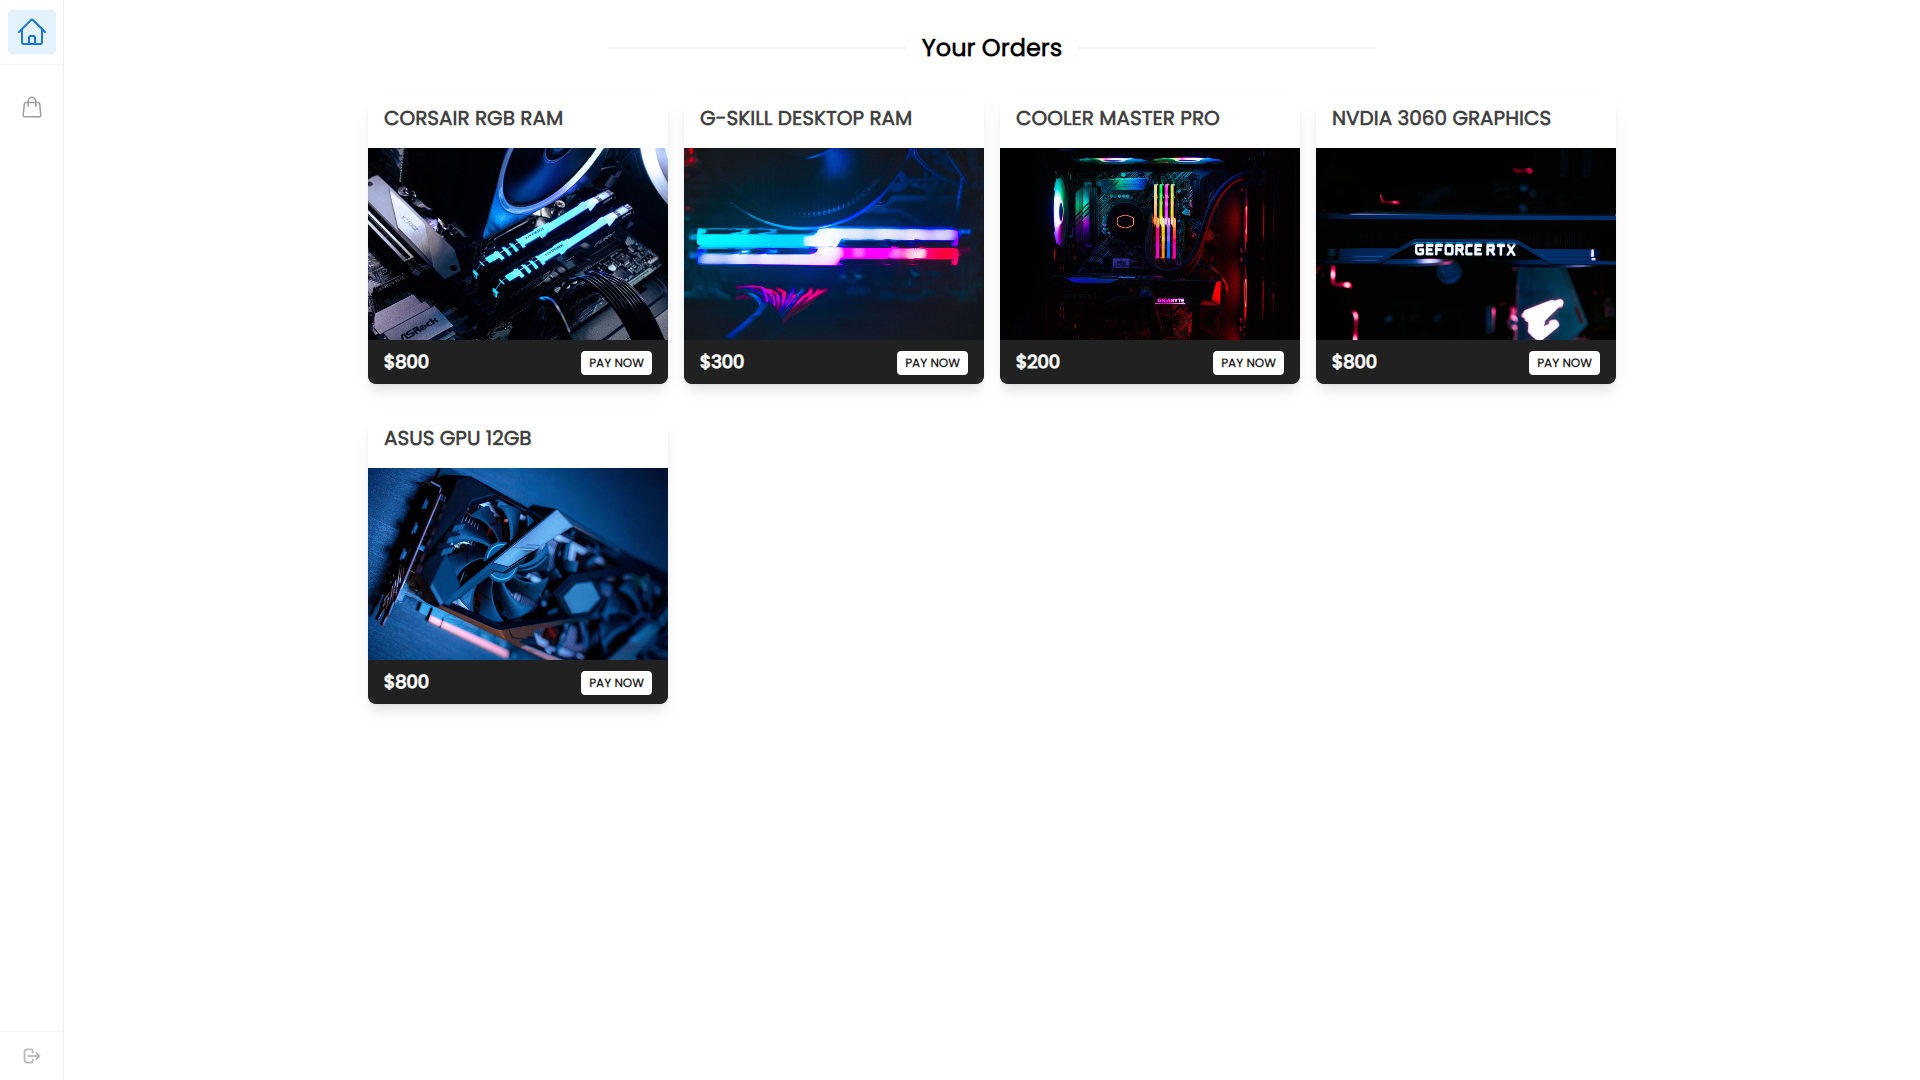 Your Orders
CORSAIR RGB RAM
G-SKILL DESKTOP RAM
COOLER MASTER PRO
NVDIA 3060 GRAPHICS
ASRock
GIGABYTE
GEFORCE RTX
$800
PAY NOW
$300
PAY NOW
$200
PAY NOW
$800
PAY NOW
ASUS GPU 12GB
$800
PAY NOW